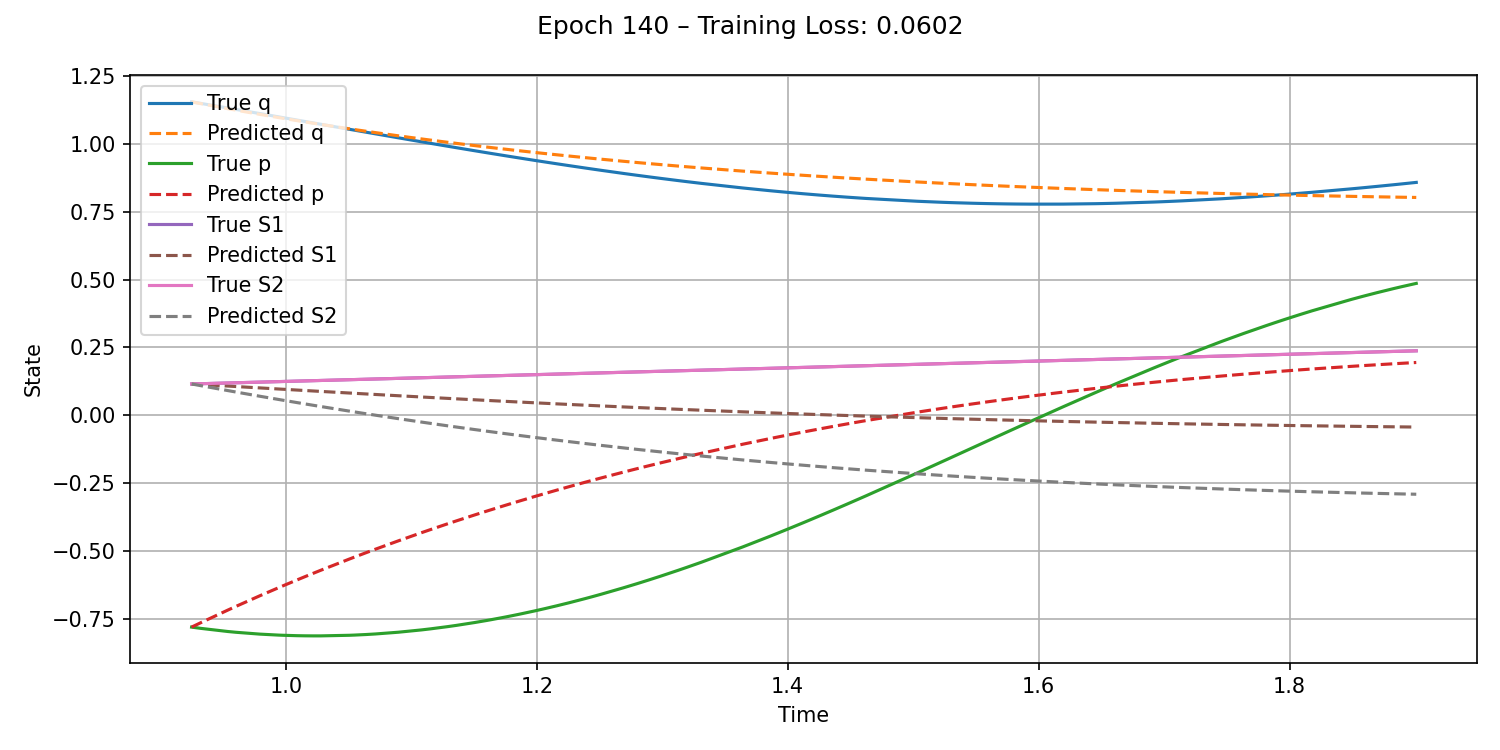 Epoch 140 – Training Loss: 0.0602
1.25
1.00
0.75
0.50
0.25
0.00
−0.25
−0.50
−0.75
State
True q
Predicted q
True p
Predicted p
True S1
Predicted S1
True S2
Predicted S2
1.0 1.2 1.4 1.6 1.8
Time